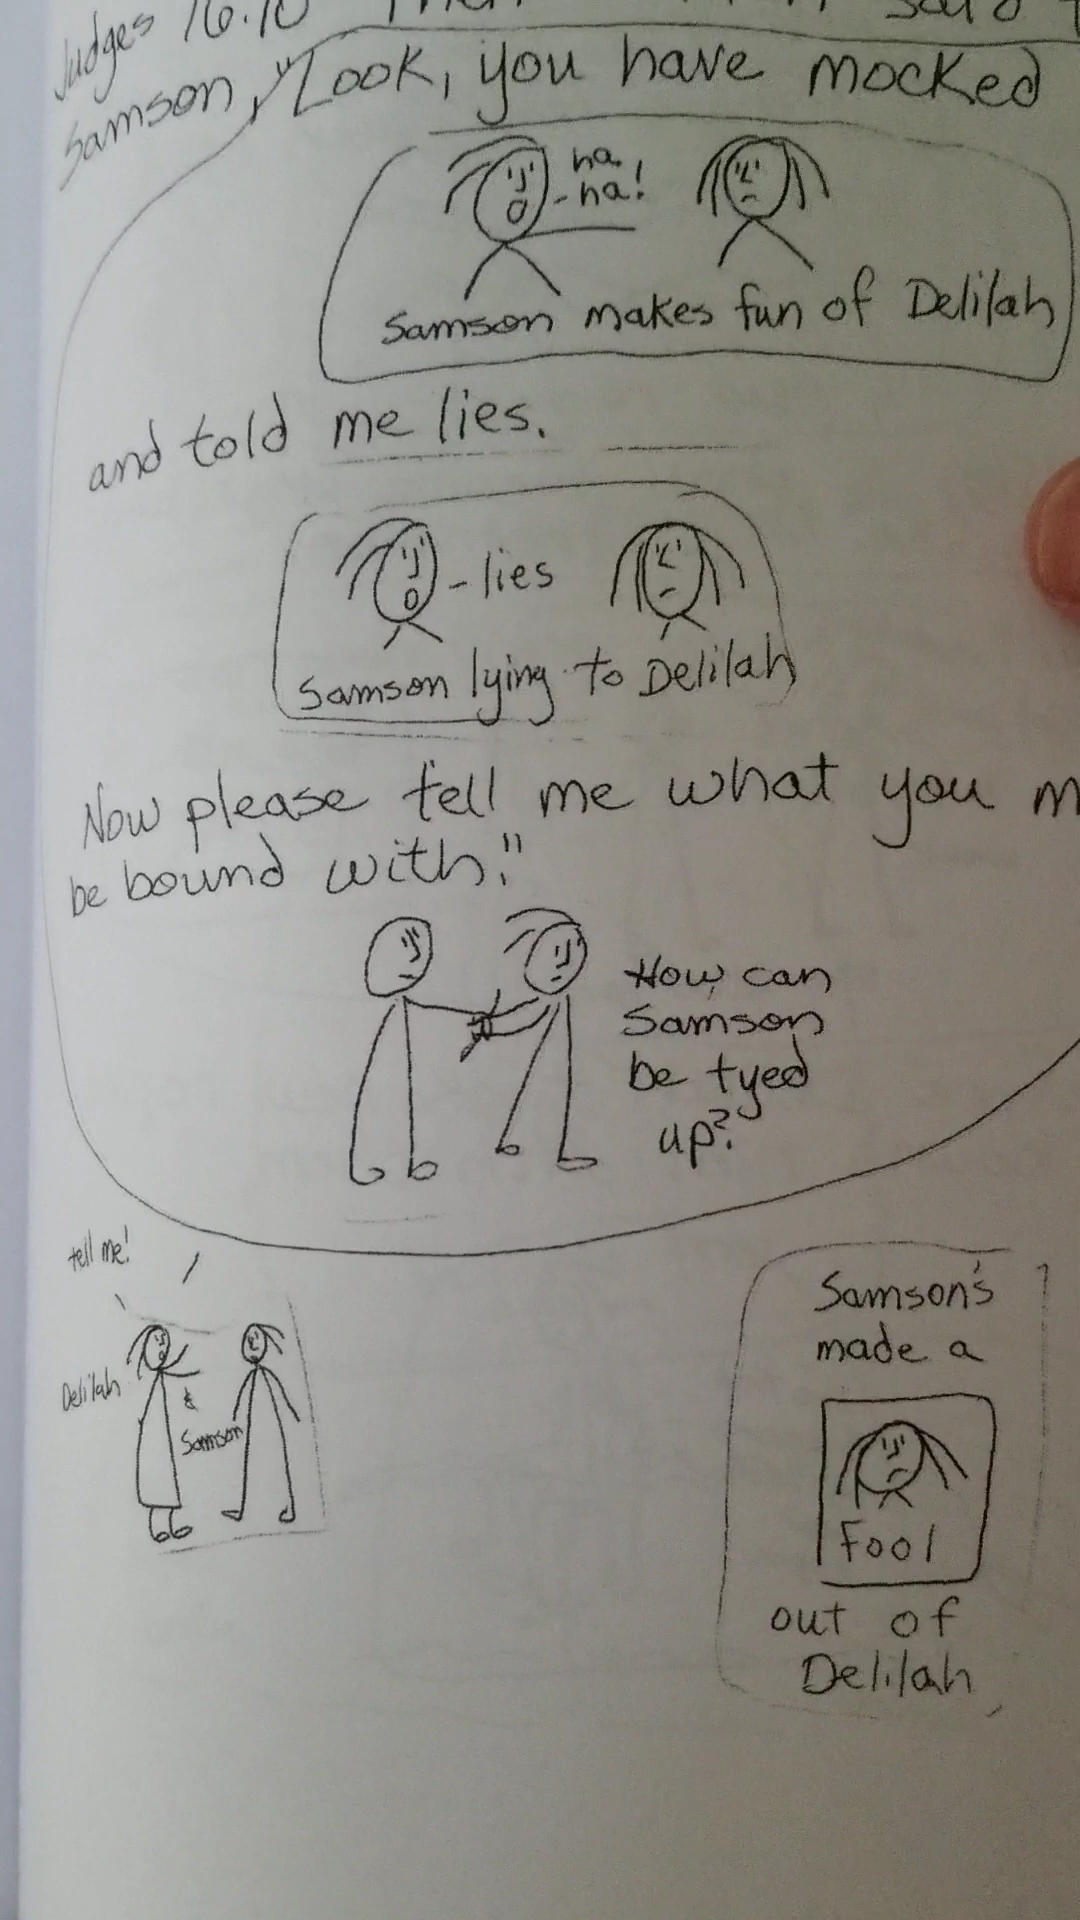 Judges 16:10 said
Samson, "Look, you have mocked
ha
-ha!
Samson makes fun of Delilah
and told me lies.
-lies
Samson lying to Delilah
Now please tell me what you
be bound with."
How can
Samson
be tyed
up?
tell me!
Delilah
&
Samson
Samson's
made a
Fool
out of
Delilah